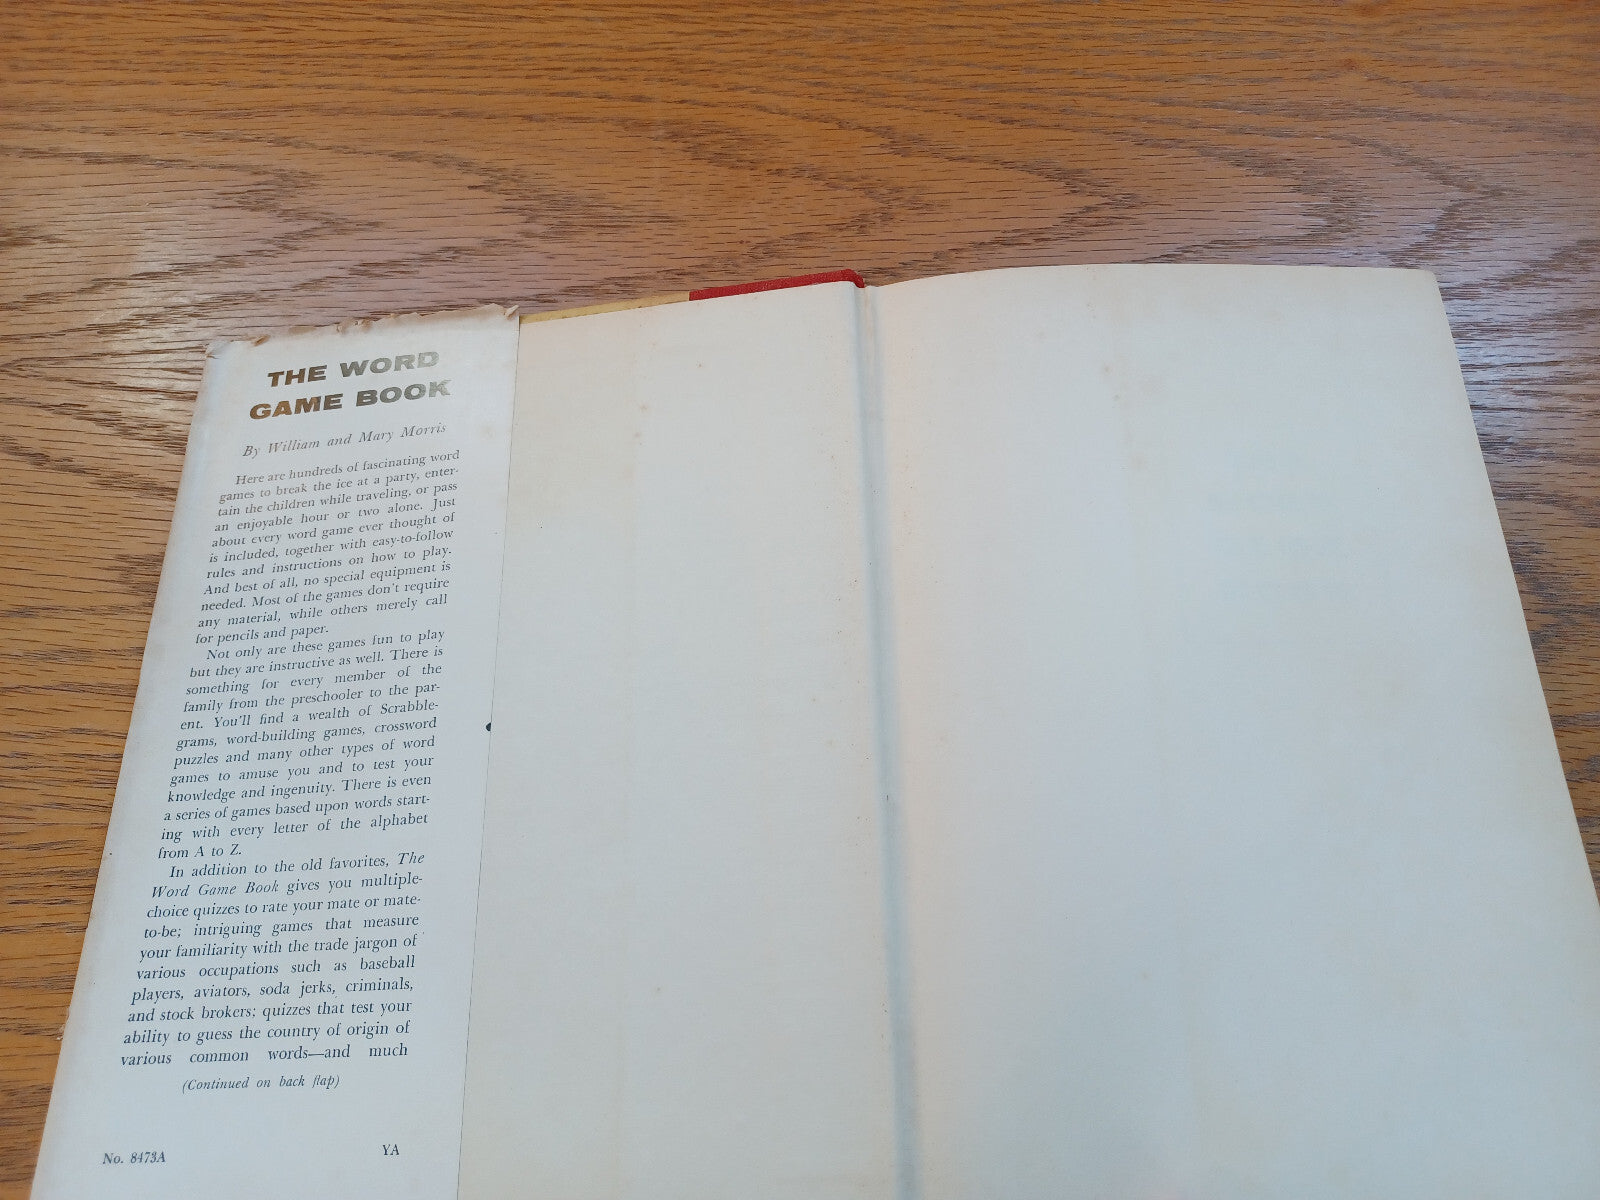 THE WORD
GAME BOOK
By William and Mary Morris
Here are hundreds of fascinating word
games to break the ice at a party, enter-
tain the children while traveling, or pass
an enjoyable hour or two alone. Just
about every word game ever thought of
is included, together with easy-to-follow
rules and instructions on how to play.
And best of all, no special equipment is
needed. Most of the games don't require
any material, while others merely call
for pencils and paper.
Not only are these games fun to play
but they are instructive as well. There is
something for every member of the
family from the preschooler to the par-
ent. You'll find a wealth of Scrabble-
grams, word-building games, crossword
puzzles and many other types of word
games to amuse you and to test your
knowledge and ingenuity. There is even
a series of games based upon words start-
ing with every letter of the alphabet
from A to Z.
In addition to the old favorites, The
Word Game Book gives you multiple-
choice quizzes to rate your mate or mate-
to-be; intriguing games that measure
your familiarity with the trade jargon of
various occupations such as baseball
players, aviators, soda jerks, criminals,
and stock brokers; quizzes that test your
ability to guess the country of origin of
various common words—and much
(Continued on back flap)
No. 8473A YA